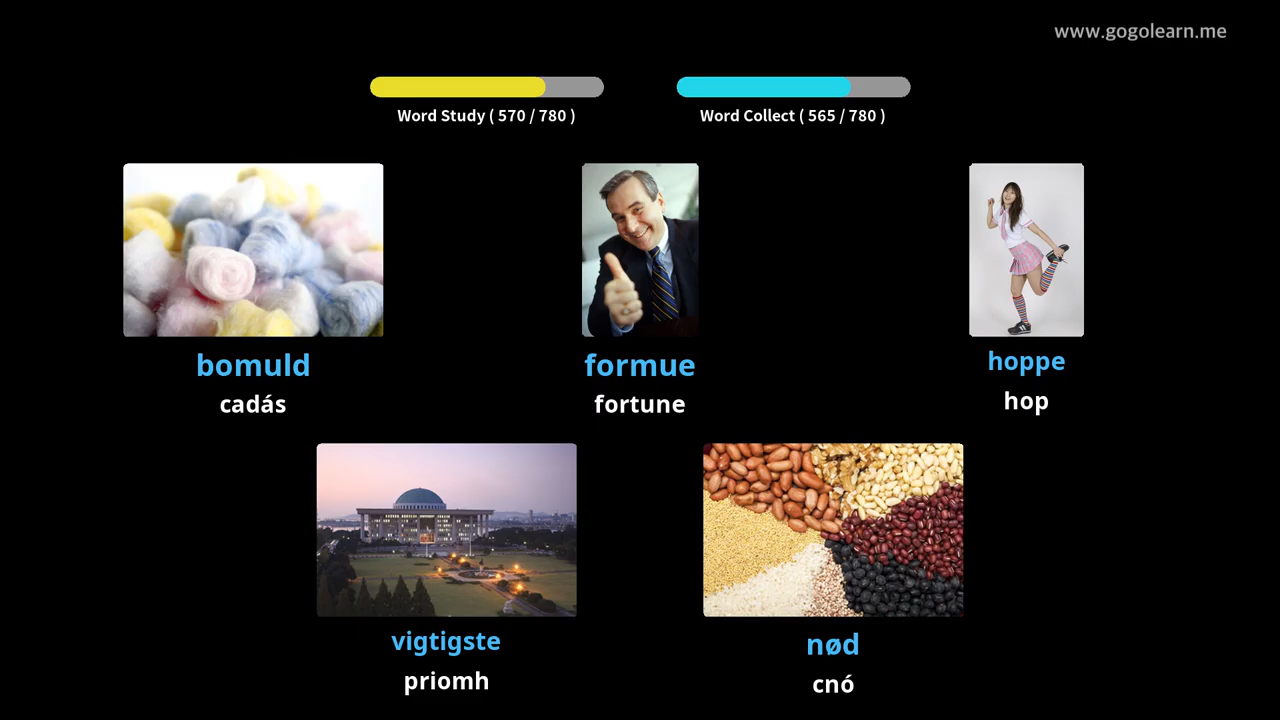 www.gogolearn.me
Word Study ( 570 / 780 )
Word Collect ( 565 / 780 )
bomuld
cadás
formue
fortune
hoppe
hop
vigtigste
priomh
nød
cnó